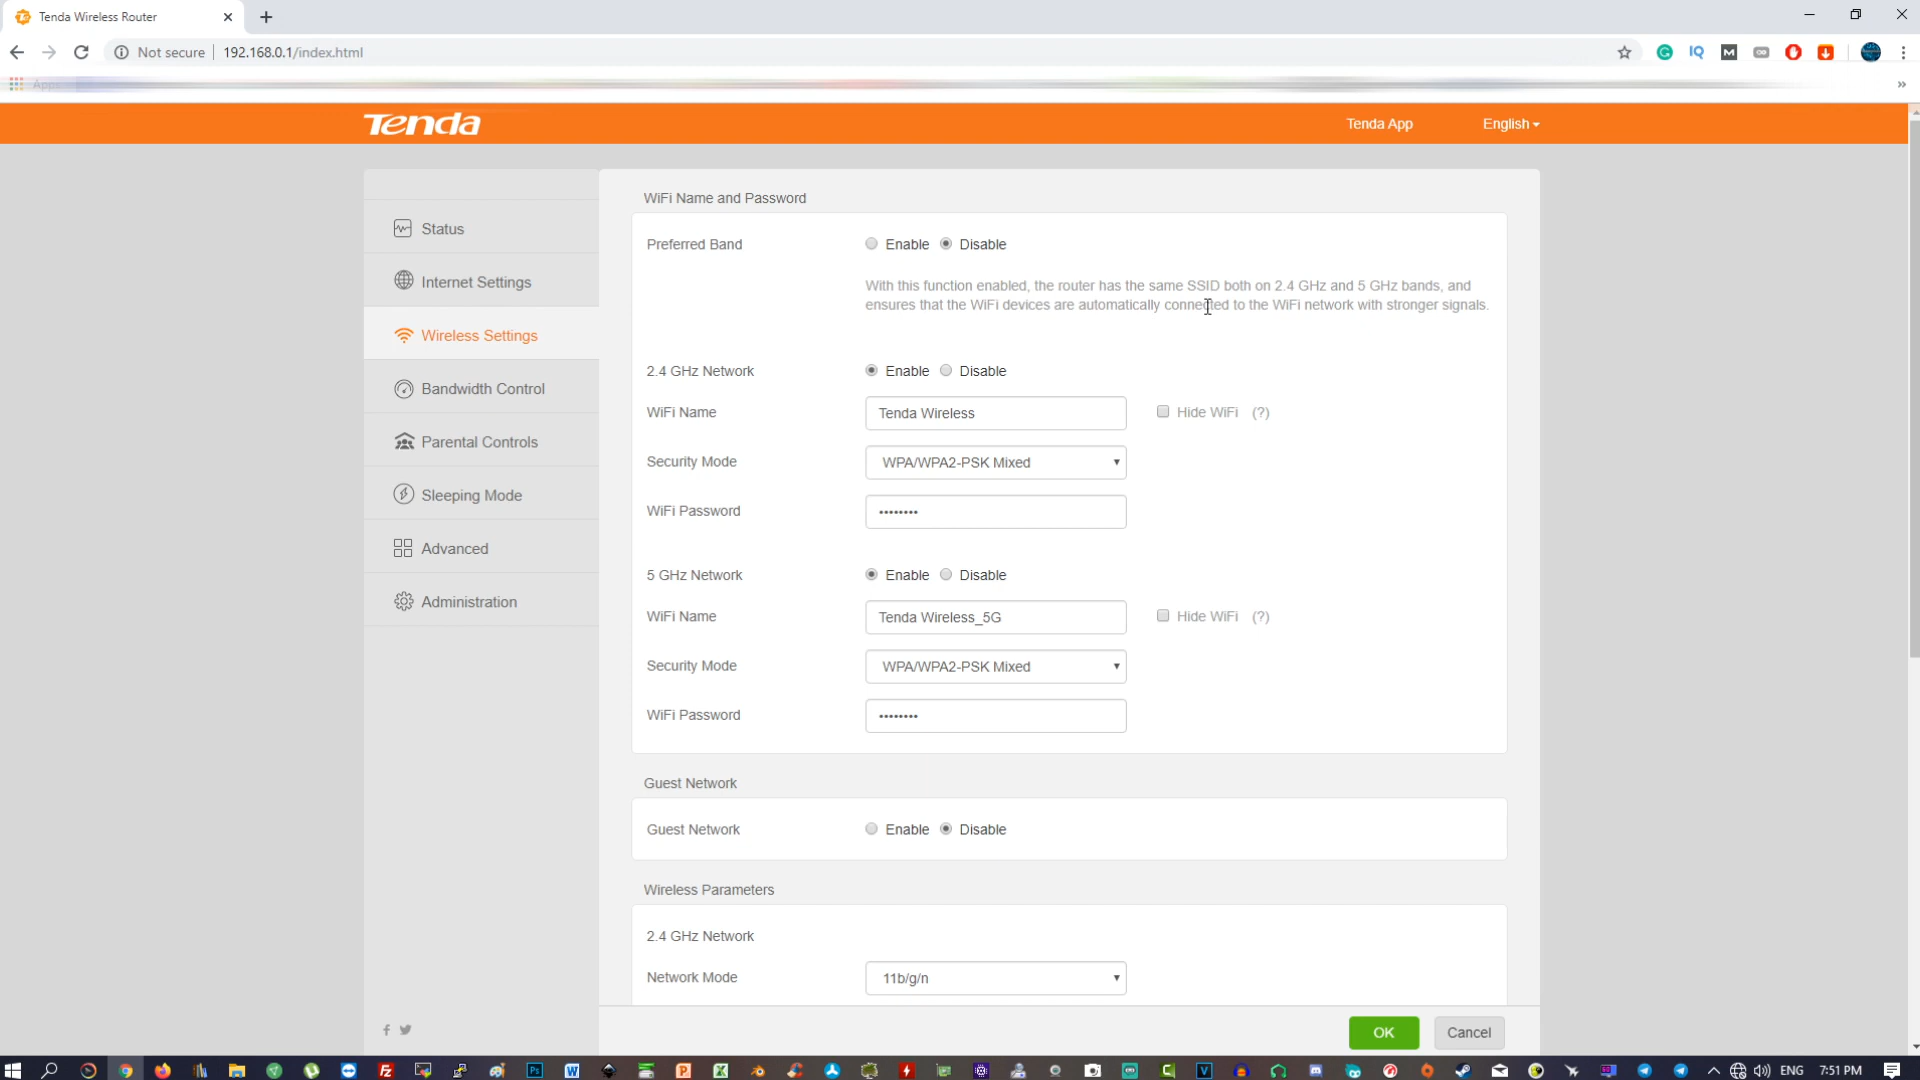 Tenda Wireless Router
Not secure
192.168.0.1/index.html
Apps
Tenda
Tenda App
English
Status
Internet Settings
Wireless Settings
Bandwidth Control
Parental Controls
Sleeping Mode
Advanced
Administration
WiFi Name and Password
Preferred Band
Enable
Disable
With this function enabled, the router has the same SSID both on 2.4 GHz and 5 GHz bands, and
ensures that the WiFi devices are automatically connected to the WiFi network with stronger signals.
2.4 GHz Network
Enable
Disable
WiFi Name
Tenda Wireless
Hide WiFi (?)
Security Mode
WPA/WPA2-PSK Mixed
WiFi Password
••••••••
5 GHz Network
Enable
Disable
WiFi Name
Tenda Wireless_5G
Hide WiFi (?)
Security Mode
WPA/WPA2-PSK Mixed
WiFi Password
••••••••
Guest Network
Guest Network
Enable
Disable
Wireless Parameters
2.4 GHz Network
Network Mode
11b/g/n
OK
Cancel
ENG
7:51 PM